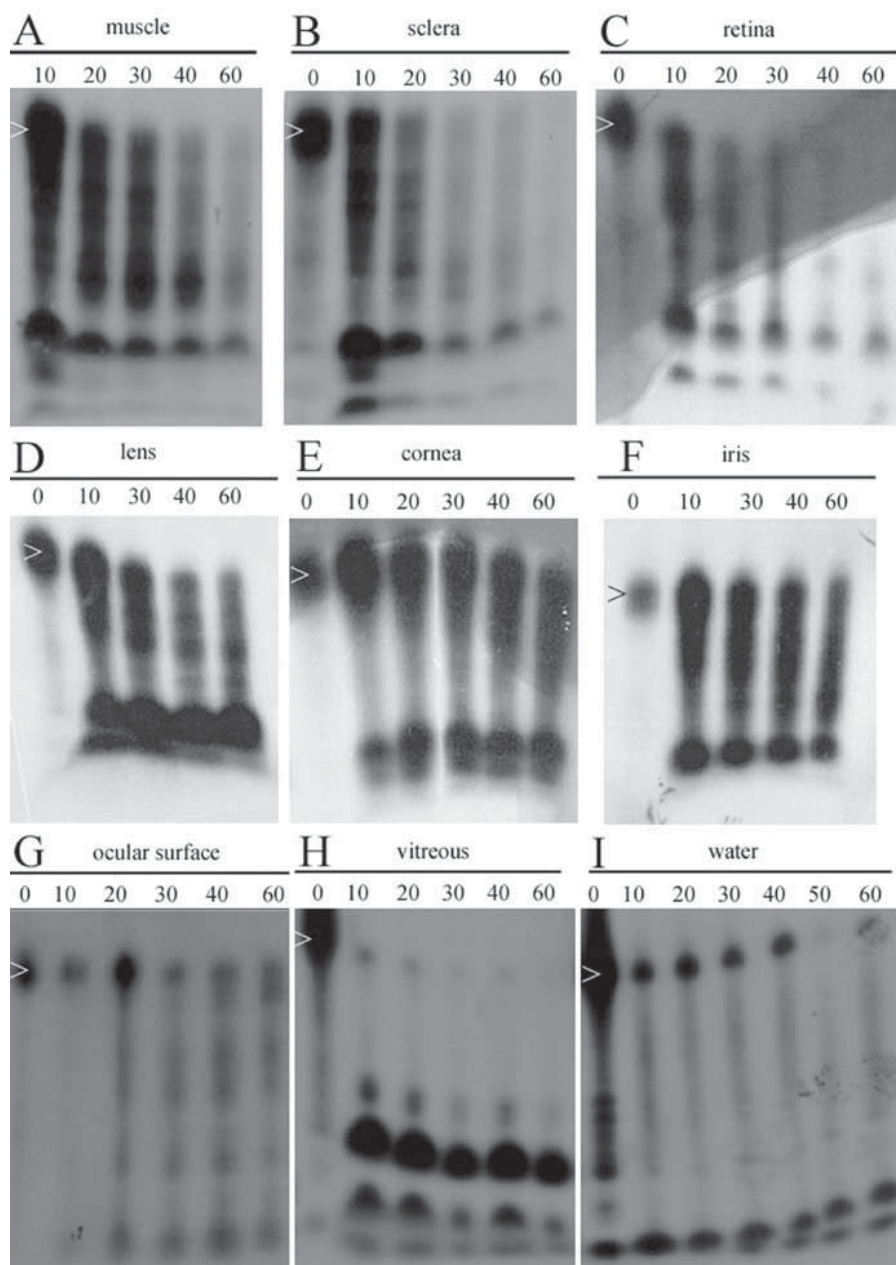 A muscle B sclera C retina
10 20 30 40 60 0 10 20 30 40 60 0 10 20 30 40 60
> > >
D lens E cornea F iris
0 10 30 40 60 0 10 20 30 40 60 0 10 30 40 60
> > >
G ocular surface H vitreous I water
0 10 20 30 40 60 0 10 20 30 40 60 0 10 20 30 40 50 60
> > >